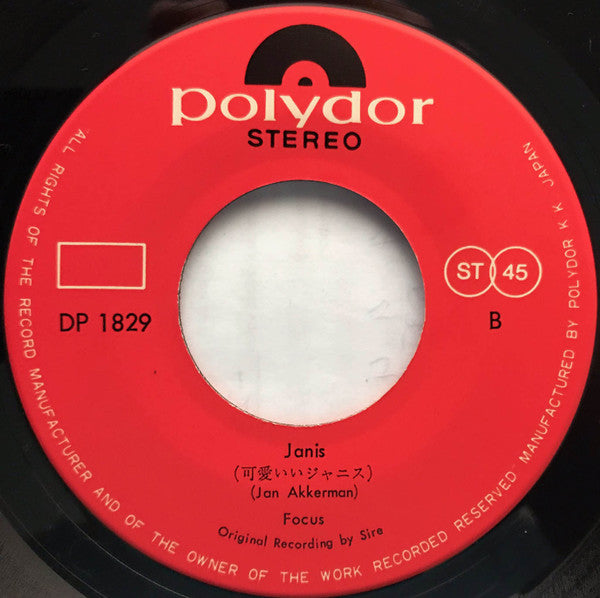 polydor
STEREO
ST 45
DP 1829
B
Janis
(可愛いいジャニス)
(Jan Akkerman)
Focus
Original Recording by Sire
"ALL RIGHTS OF THE RECORD MANUFACTURER AND OF THE OWNER OF THE WORK RECORDED RESERVED" MANUFACTURED BY POLYDOR K. K. JAPAN